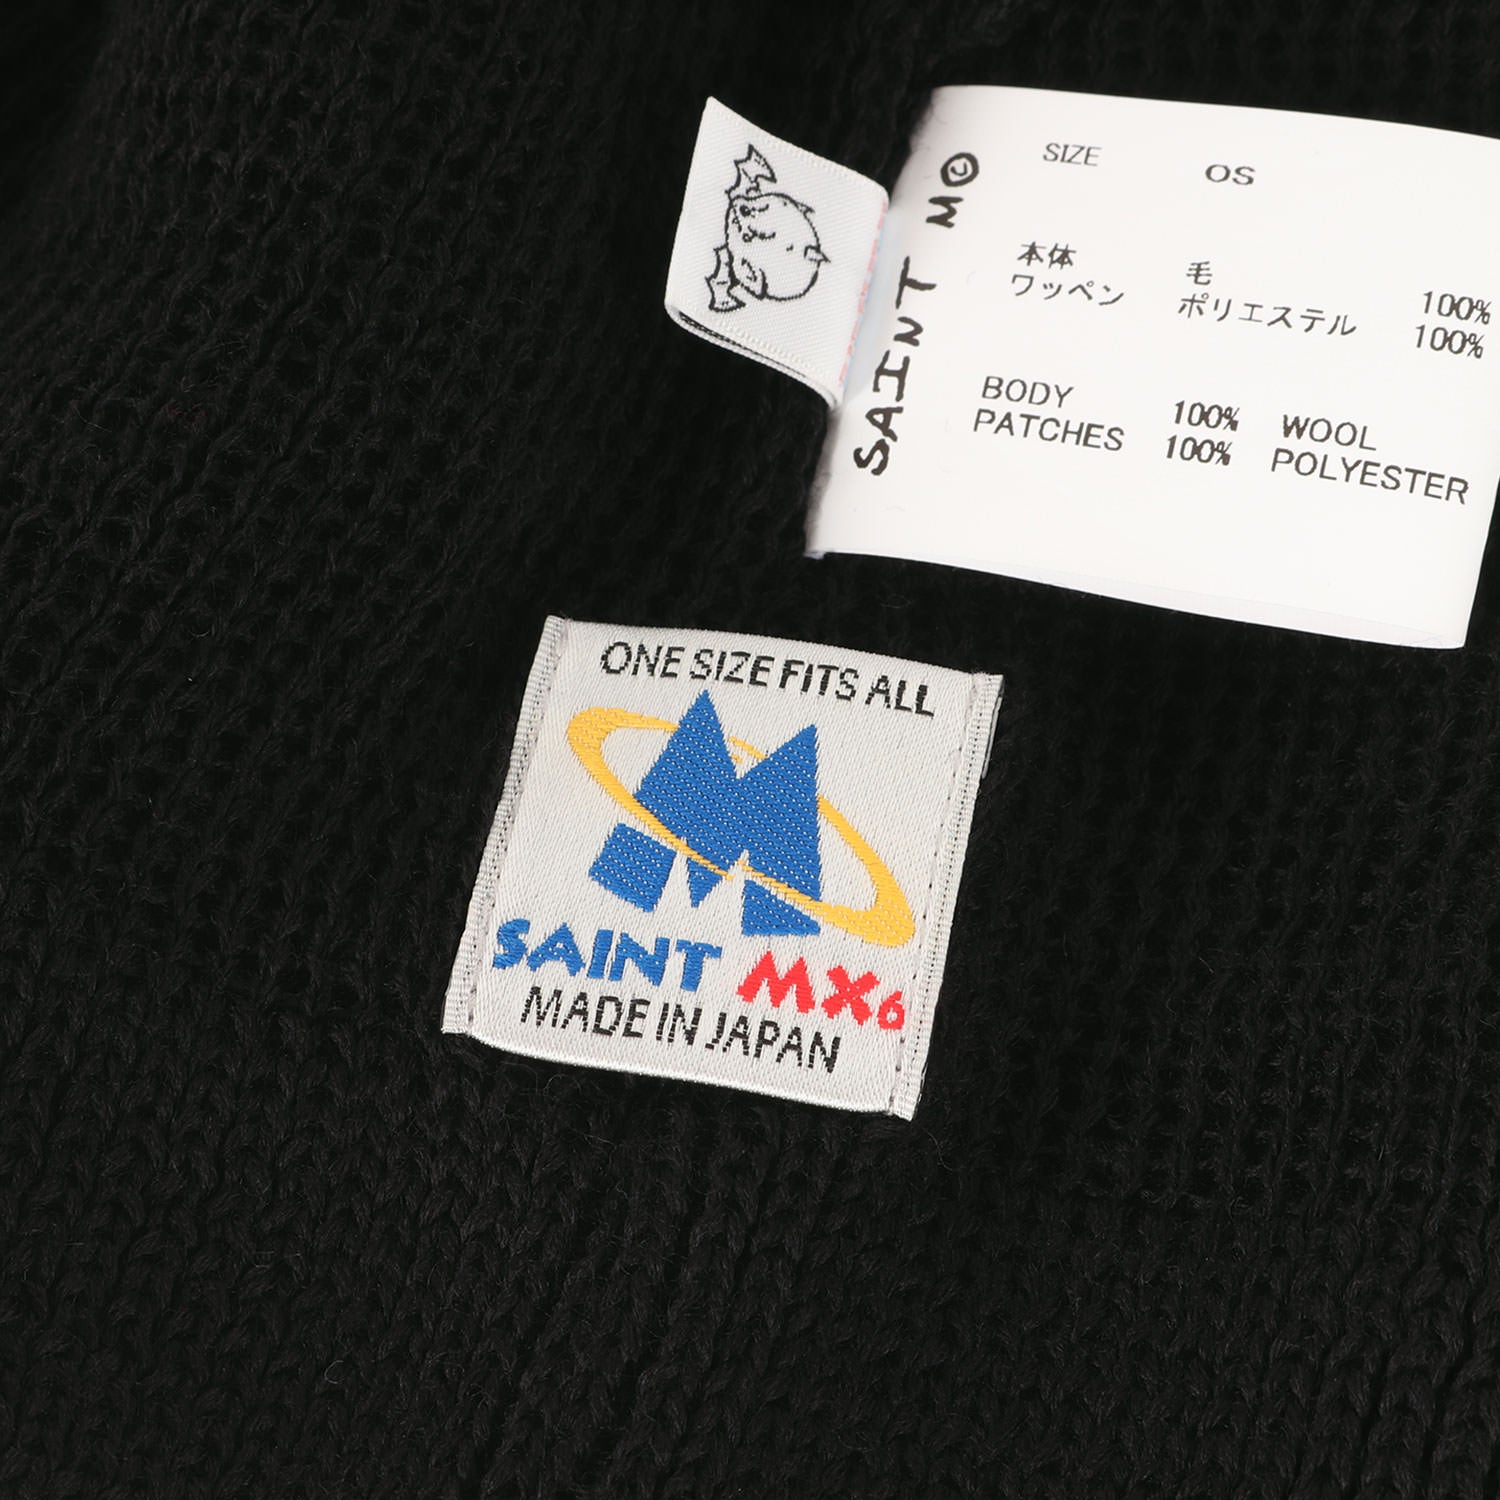 SAINT M©
SIZE OS
本体 毛 100%
ワッペン ポリエステル 100%
BODY 100% WOOL
PATCHES 100% POLYESTER
ONE SIZE FITS ALL
M
SAINT MX6
MADE IN JAPAN